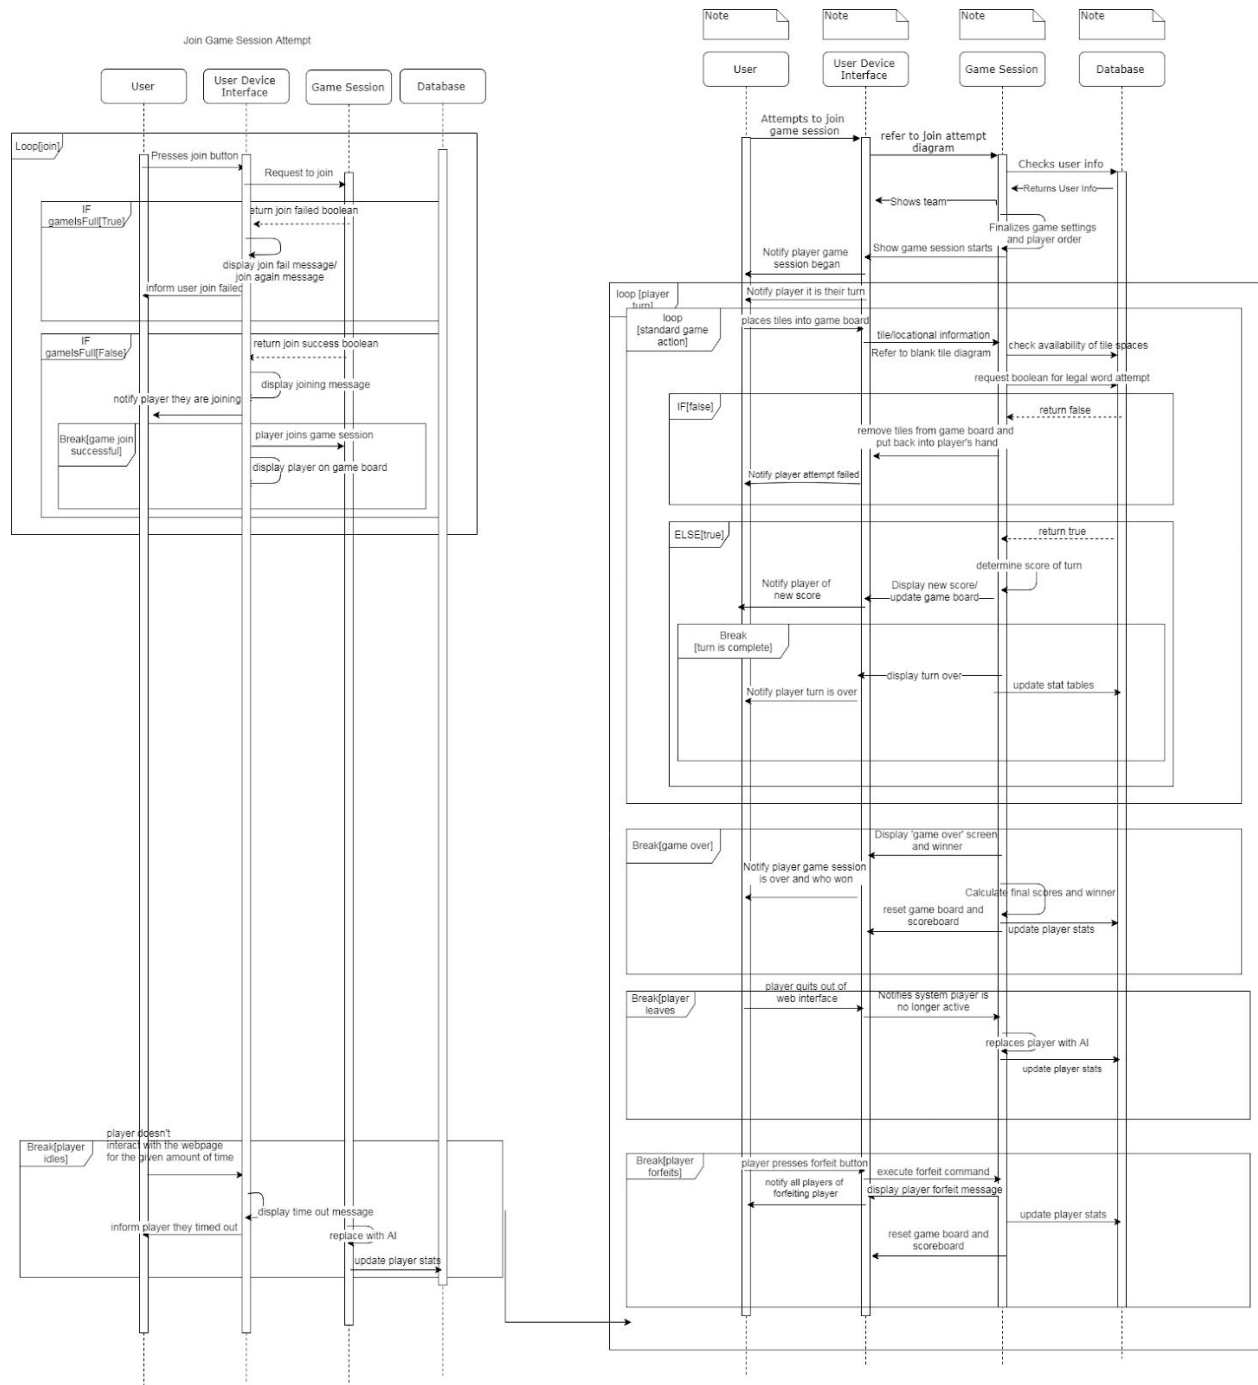 Join Game Session Attempt
User
User Device
Interface
Game Session
Database
Loop[join]
Presses join button
Request to join
IF
gameIsFull[True]
eturn join failed boolean
display join fail message/
join again message
inform user join failed
IF
gameIsFull[False]
return join success boolean
display joining message
notify player they are joining
Break[game join
successful]
player joins game session
display player on game board
Break[player
idles]
player doesn't
interact with the webpage
for the given amount of time
display time out message
inform player they timed out
replace with AI
update player stats
Note
Note
Note
Note
User
User Device
Interface
Game Session
Database
Attempts to join
game session
refer to join attempt
diagram
Checks user info
Returns User Info
Shows team
Finalizes game settings
and player order
Show game session starts
Notify player game
session began
loop [player
turn]
Notify player it is their turn
loop
[standard game
action]
places tiles into game board
tile/locational information
Refer to blank tile diagram
check availability of tile spaces
request boolean for legal word attempt
IF[false]
return false
remove tiles from game board and
put back into player's hand
Notify player attempt failed
ELSE[true]
return true
determine score of turn
Notify player of
new score
Display new score/
update game board
Break
[turn is complete]
display turn over
update stat tables
Notify player turn is over
Break[game over]
Display 'game over' screen
and winner
Notify player game session
is over and who won
Calculate final scores and winner
reset game board and
scoreboard
update player stats
Break[player
leaves
player quits out of
web interface
Notifies system player is
no longer active
replaces player with AI
update player stats
Break[player
forfeits]
player presses forfeit button
execute forfeit command
notify all players of
forfeiting player
display player forfeit message
update player stats
reset game board and
scoreboard